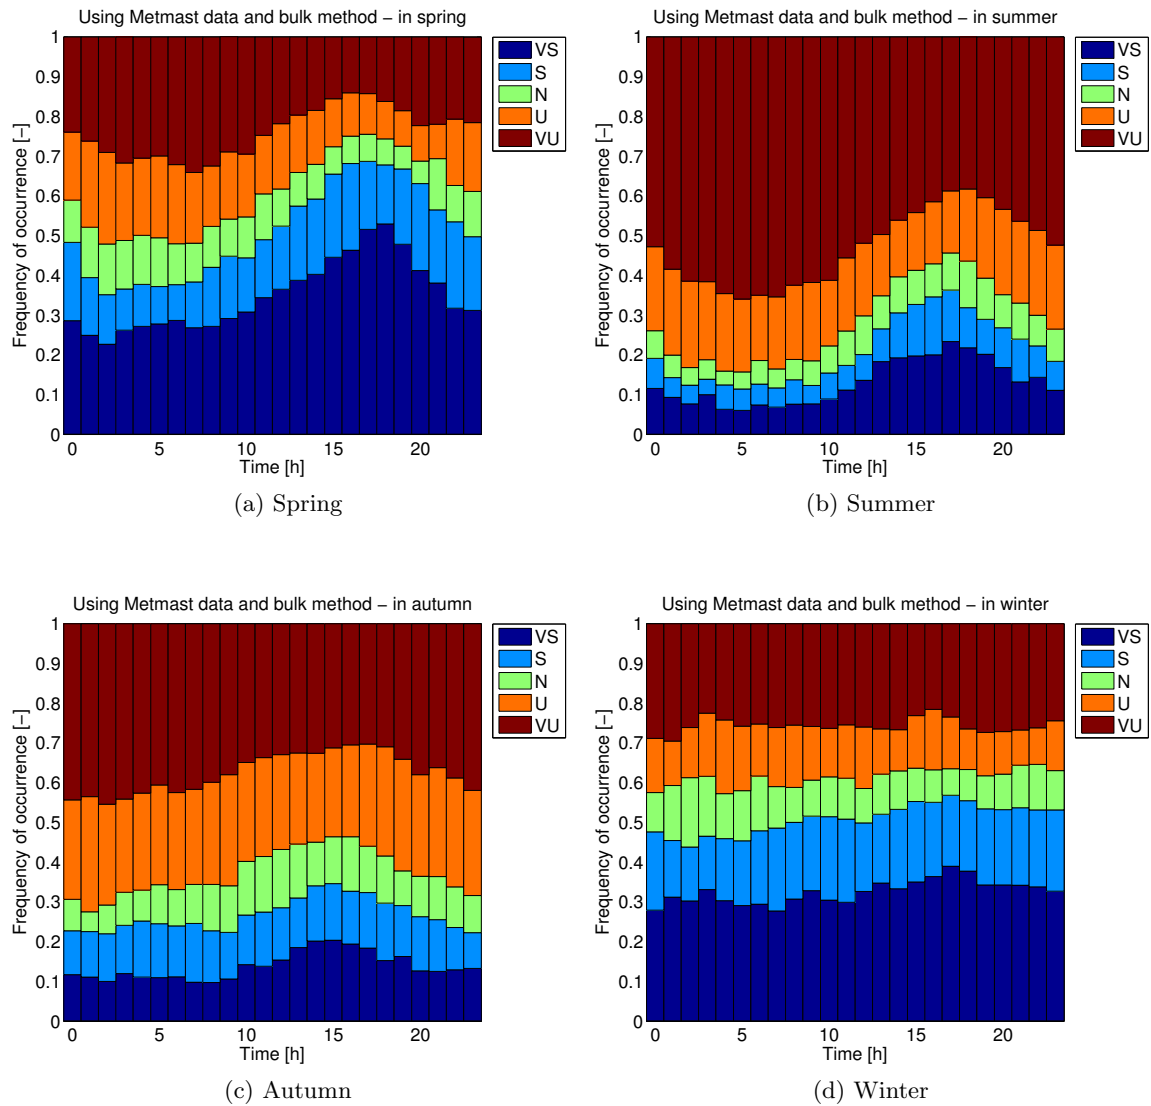 Using Metmast data and bulk method − in spring
1
0.9
0.8
0.7
0.6
0.5
0.4
0.3
0.2
0.1
0
Frequency of occurrence [−]
0 5 10 15 20
Time [h]
VS
S
N
U
VU
(a) Spring
Using Metmast data and bulk method − in summer
1
0.9
0.8
0.7
0.6
0.5
0.4
0.3
0.2
0.1
0
Frequency of occurrence [−]
0 5 10 15 20
Time [h]
VS
S
N
U
VU
(b) Summer
Using Metmast data and bulk method − in autumn
1
0.9
0.8
0.7
0.6
0.5
0.4
0.3
0.2
0.1
0
Frequency of occurrence [−]
0 5 10 15 20
Time [h]
VS
S
N
U
VU
(c) Autumn
Using Metmast data and bulk method − in winter
1
0.9
0.8
0.7
0.6
0.5
0.4
0.3
0.2
0.1
0
Frequency of occurrence [−]
0 5 10 15 20
Time [h]
VS
S
N
U
VU
(d) Winter